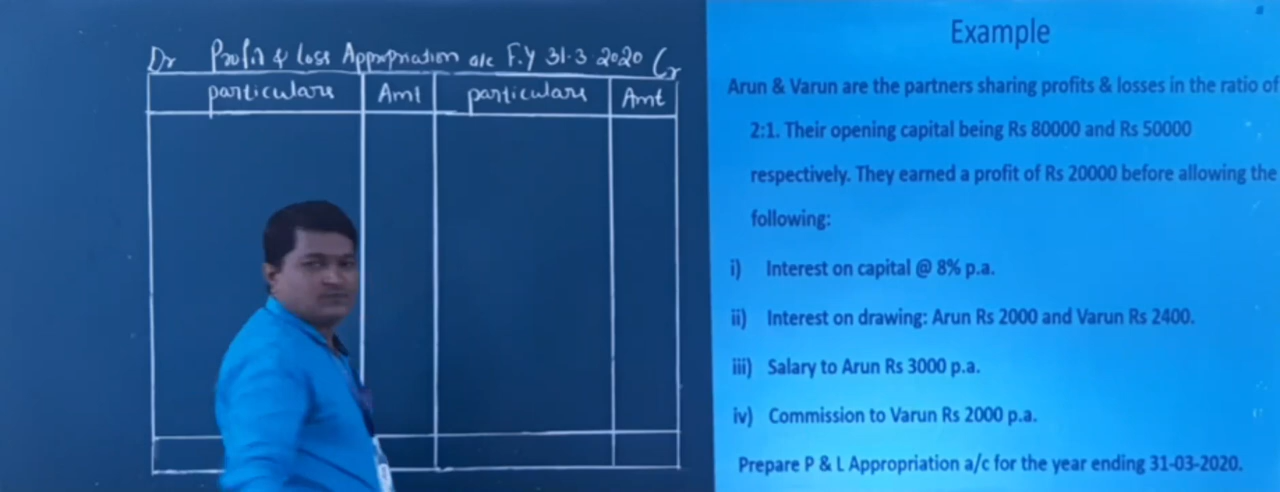 Dr Profit & Loss Appropriation a/c F.Y 31.3.2020 Cr
particulars Amt particulars Amt
Example
Arun & Varun are the partners sharing profits & losses in the ratio of
2:1. Their opening capital being Rs 80000 and Rs 50000
respectively. They earned a profit of Rs 20000 before allowing the
following:
i) Interest on capital @ 8% p.a.
ii) Interest on drawing: Arun Rs 2000 and Varun Rs 2400.
iii) Salary to Arun Rs 3000 p.a.
iv) Commission to Varun Rs 2000 p.a.
Prepare P & L Appropriation a/c for the year ending 31-03-2020.